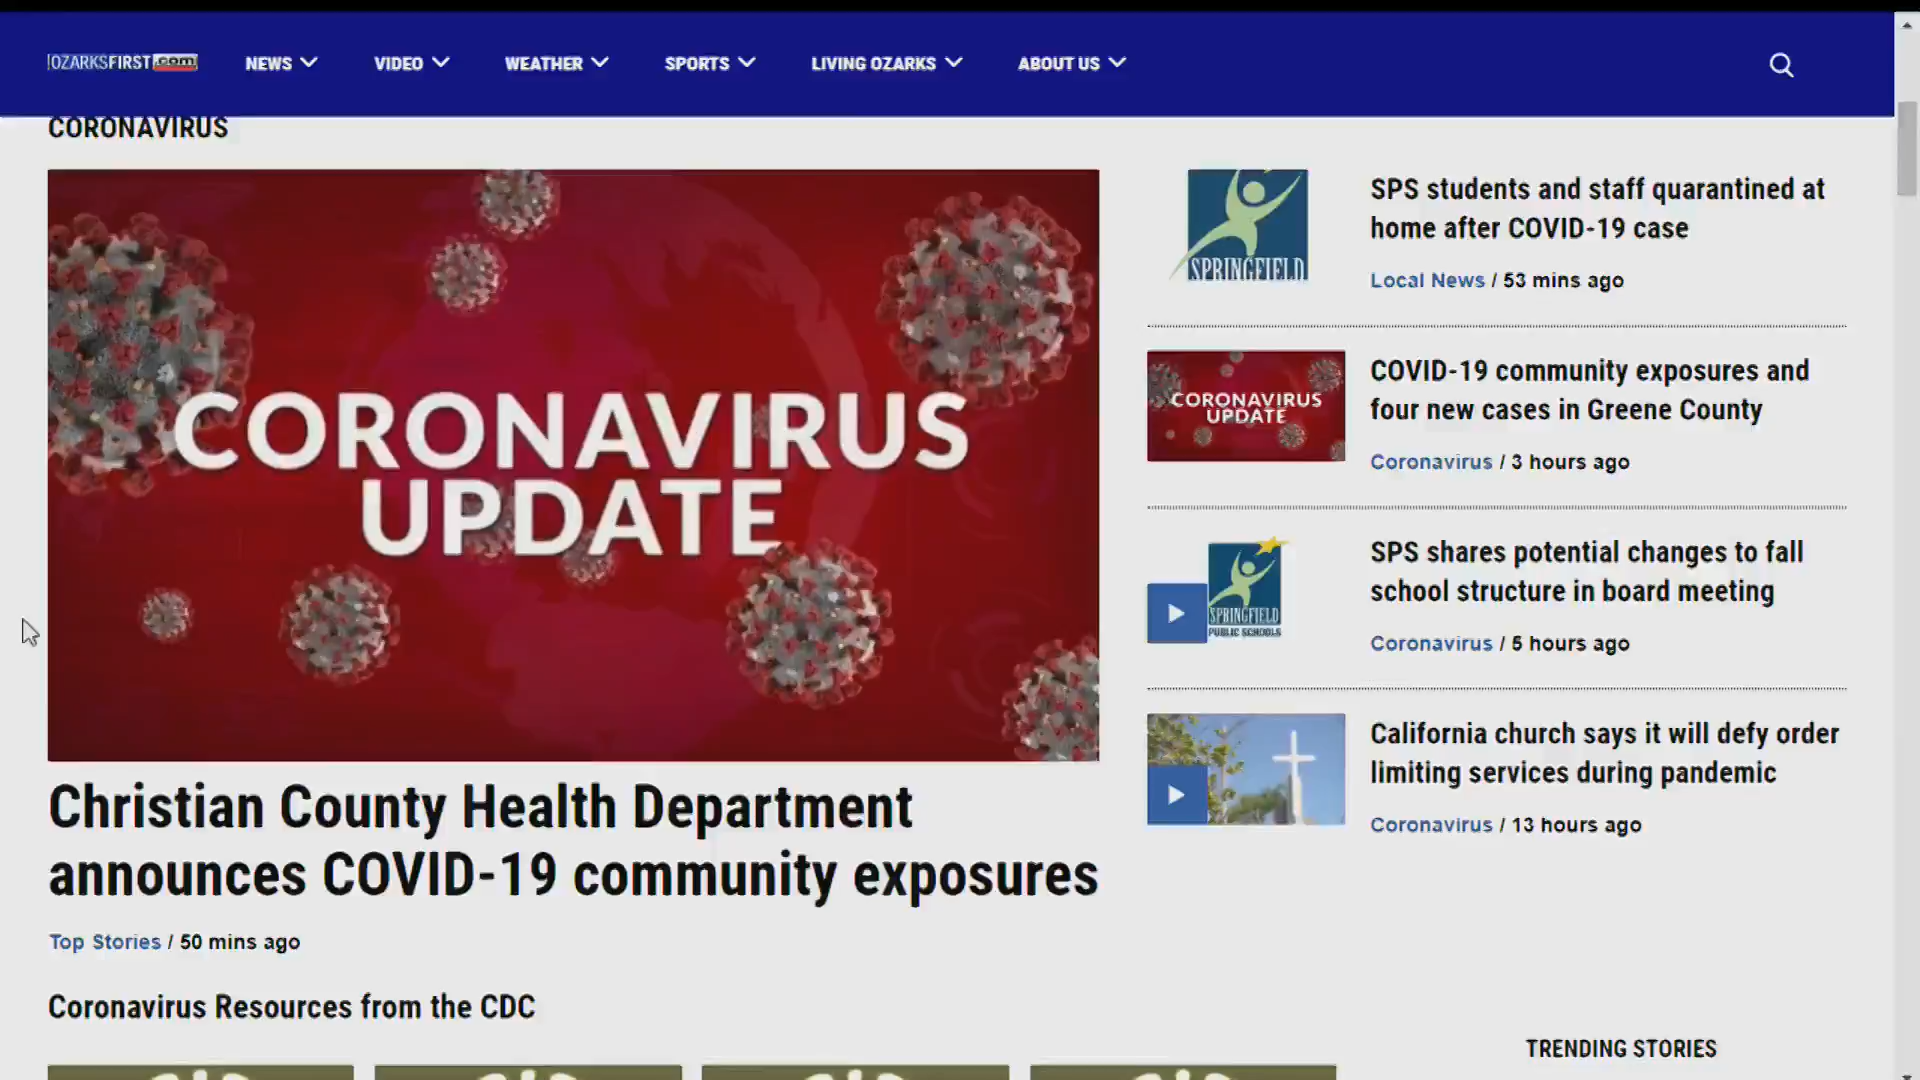 OZARKSFIRST.com
NEWS
VIDEO
WEATHER
SPORTS
LIVING OZARKS
ABOUT US
CORONAVIRUS
CORONAVIRUS
UPDATE
Christian County Health Department
announces COVID-19 community exposures
Top Stories / 50 mins ago
SPRINGFIELD
SPS students and staff quarantined at
home after COVID-19 case
Local News / 53 mins ago
CORONAVIRUS
UPDATE
COVID-19 community exposures and
four new cases in Greene County
Coronavirus / 3 hours ago
SPRINGFIELD
PUBLIC SCHOOLS
SPS shares potential changes to fall
school structure in board meeting
Coronavirus / 5 hours ago
California church says it will defy order
limiting services during pandemic
Coronavirus / 13 hours ago
Coronavirus Resources from the CDC
TRENDING STORIES